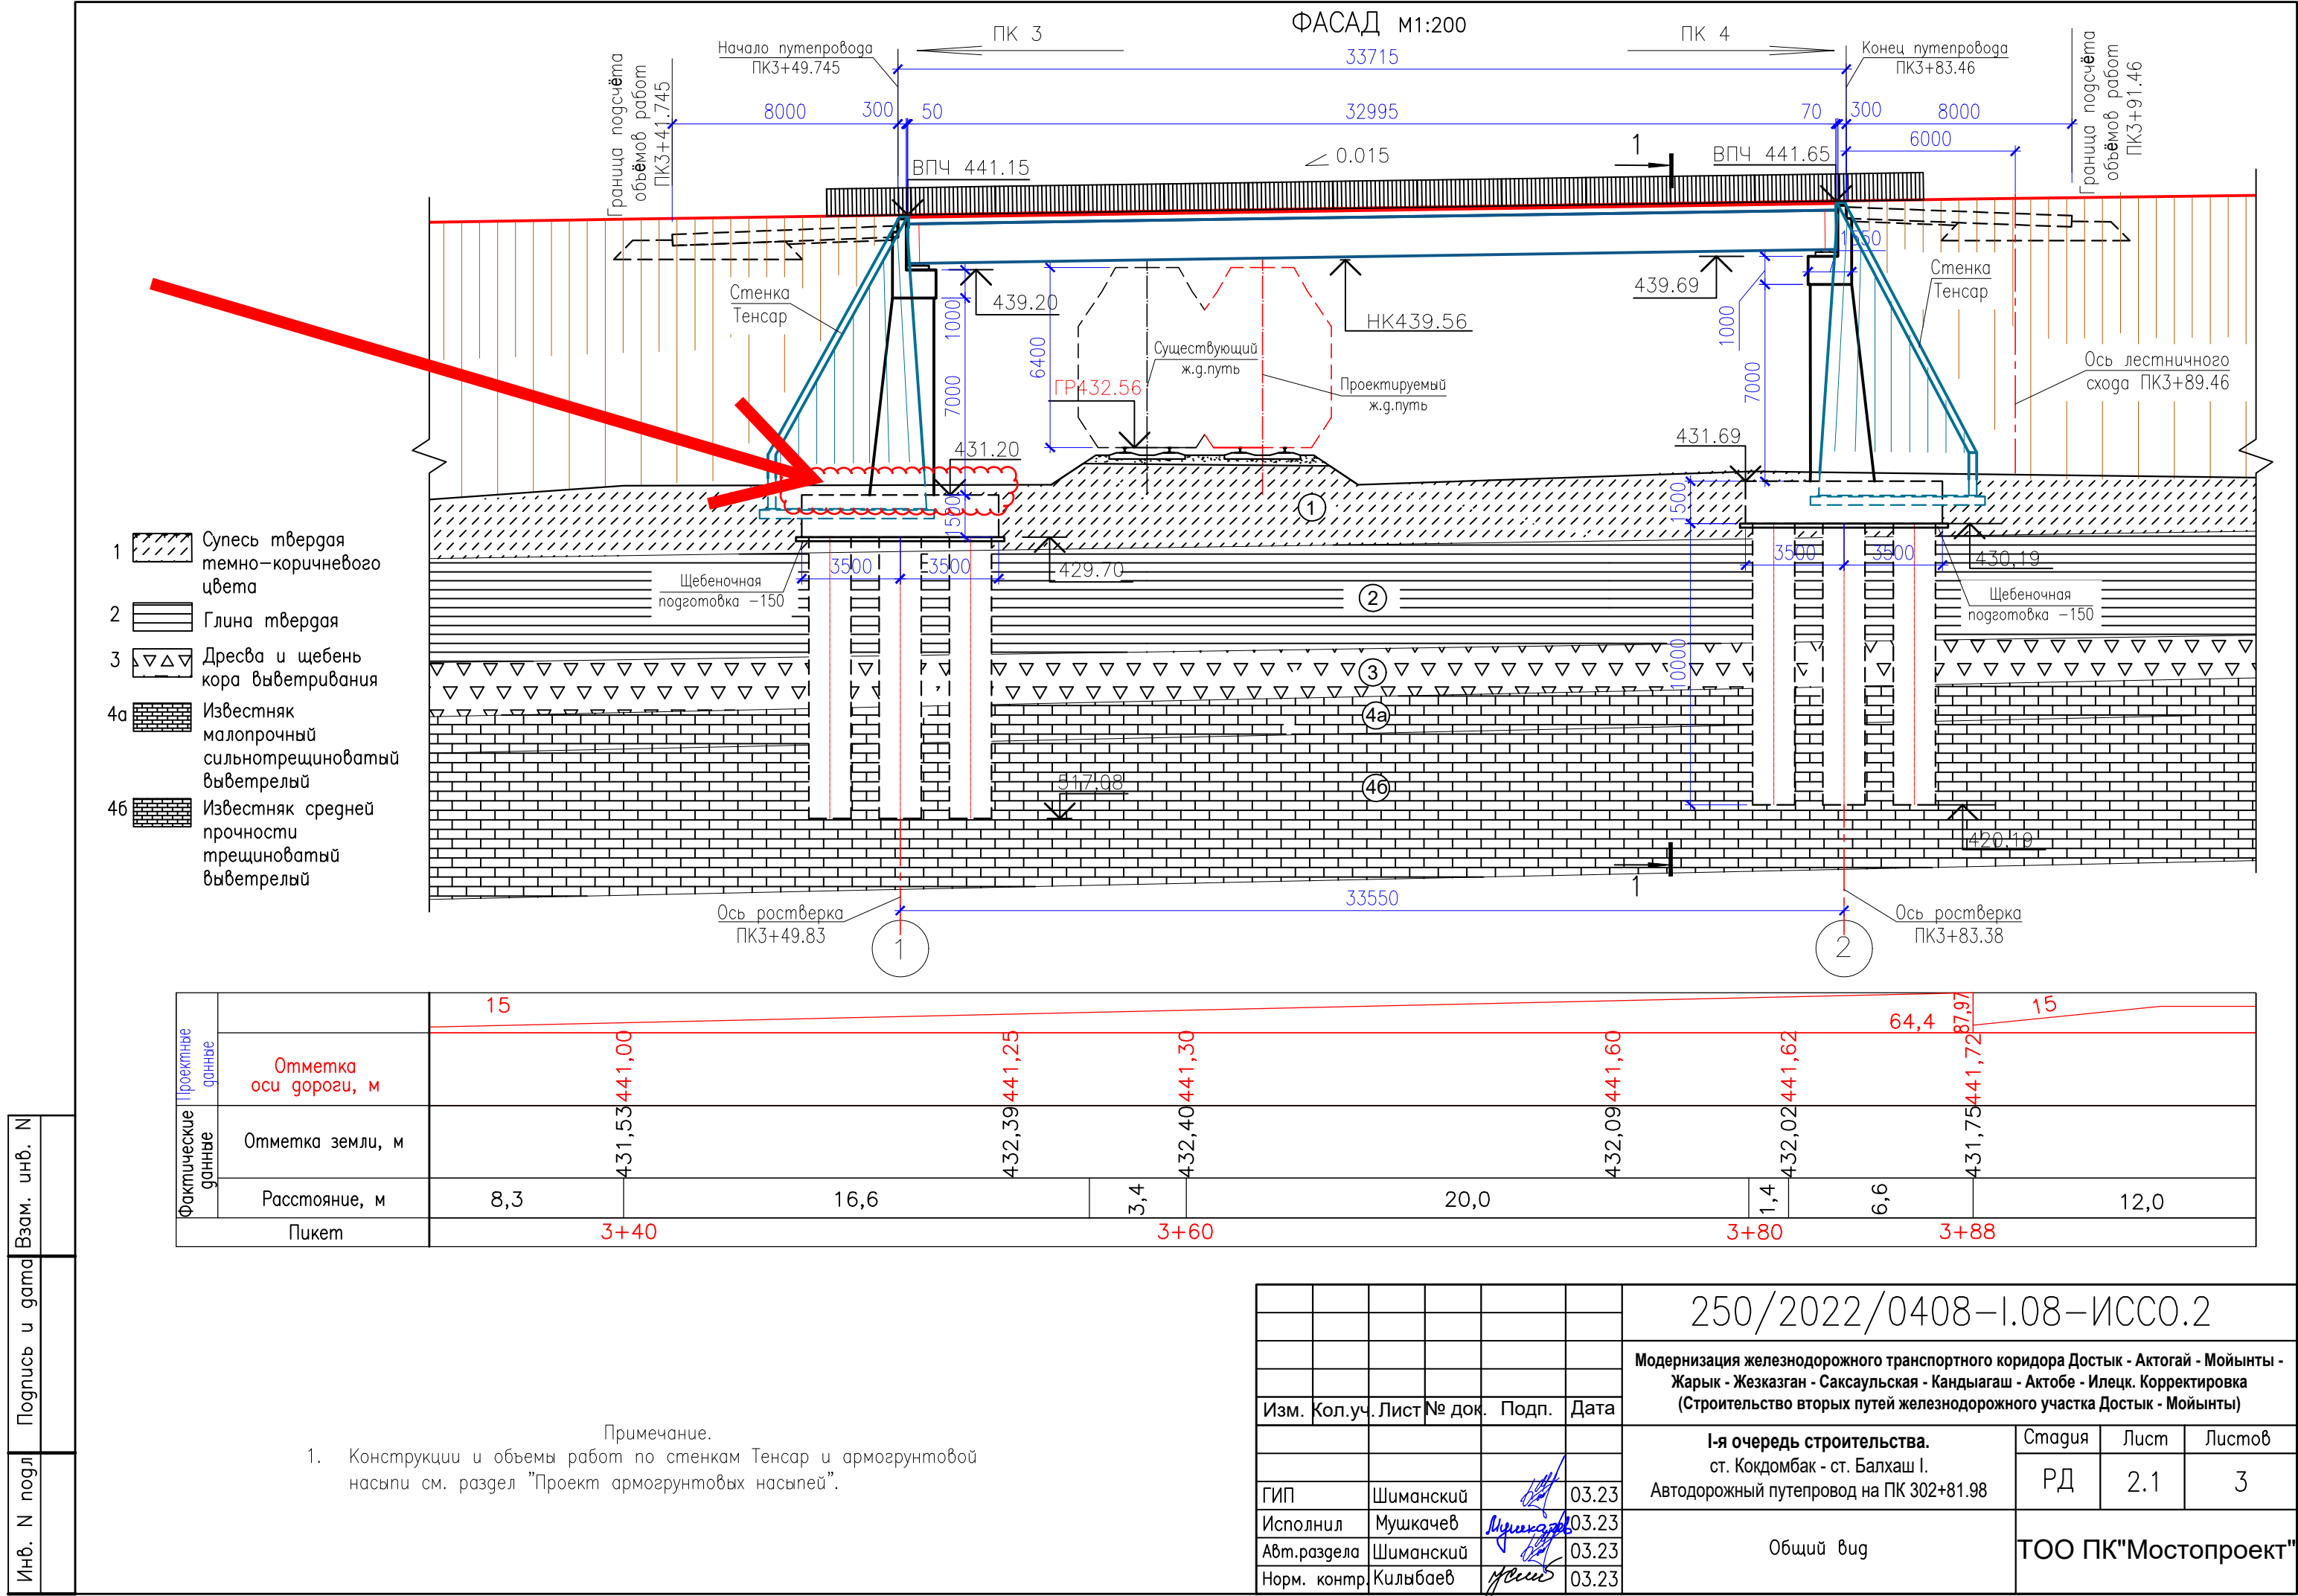 ФАСАД М1:200
ПК 3
ПК 4
Начало путепровода
ПК3+49.745
Конец путепровода
ПК3+83.46
33715
Граница подсчёта
объёмов работ
ПК3+41.745
Граница подсчёта
объёмов работ
ПК3+91.46
8000
300
50
32995
70
300
8000
6000
ВПЧ 441.15
0.015
1
ВПЧ 441.65
1550
Стенка
Тенсар
439.20
1000
6400
НК439.56
439.69
1000
Стенка
Тенсар
Существующий
ж.д.путь
ГР432.56
Проектируемый
ж.д.путь
7000
7000
Ось лестничного
схода ПК3+89.46
431.20
431.69
1500
1500
1
1
Супесь твердая
темно-коричневого
цвета
2
Глина твердая
3
Дресва и щебень
кора выветривания
4а
Известняк
малопрочный
сильнотрещиноватый
выветрелый
4б
Известняк средней
прочности
трещиноватый
выветрелый
3500
3500
429.70
Щебеночная
подготовка -150
2
3
4а
4б
517,08
3500
3500
430,19
Щебеночная
подготовка -150
10000
420,19
1
33550
Ось ростверка
ПК3+49.83
Ось ростверка
ПК3+83.38
1
2
Проектные
данные
15
64,4
87,97
15
Отметка
оси дороги, м
441,00
441,25
441,30
441,60
441,62
441,72
Фактические
данные
Отметка земли, м
431,53
432,39
432,40
432,09
432,02
431,75
Расстояние, м
8,3
16,6
3,4
20,0
1,4
6,6
12,0
Пикет
3+40
3+60
3+80
3+88
Взам. инв. N
Подпись и дата
Инв. N подл
Примечание.
1. Конструкции и объемы работ по стенкам Тенсар и армогрунтовой
насыпи см. раздел "Проект армогрунтовых насыпей".
250/2022/0408-I.08-ИССО.2
Модернизация железнодорожного транспортного коридора Достык - Актогай - Мойынты -
Жарык - Жезказган - Саксаульская - Кандыагаш - Актобе - Илецк. Корректировка
(Строительство вторых путей железнодорожного участка Достык - Мойынты)
Изм. Кол.уч. Лист № док. Подп. Дата
I-я очередь строительства.
ст. Кокдомбак - ст. Балхаш I.
Автодорожный путепровод на ПК 302+81.98
Стадия Лист Листов
РД 2.1 3
ГИП Шиманский 03.23
Исполнил Мушкачев 03.23
Авт.раздела Шиманский 03.23
Норм. контр. Килыбаев 03.23
Общий вид
ТОО ПК"Мостопроект"